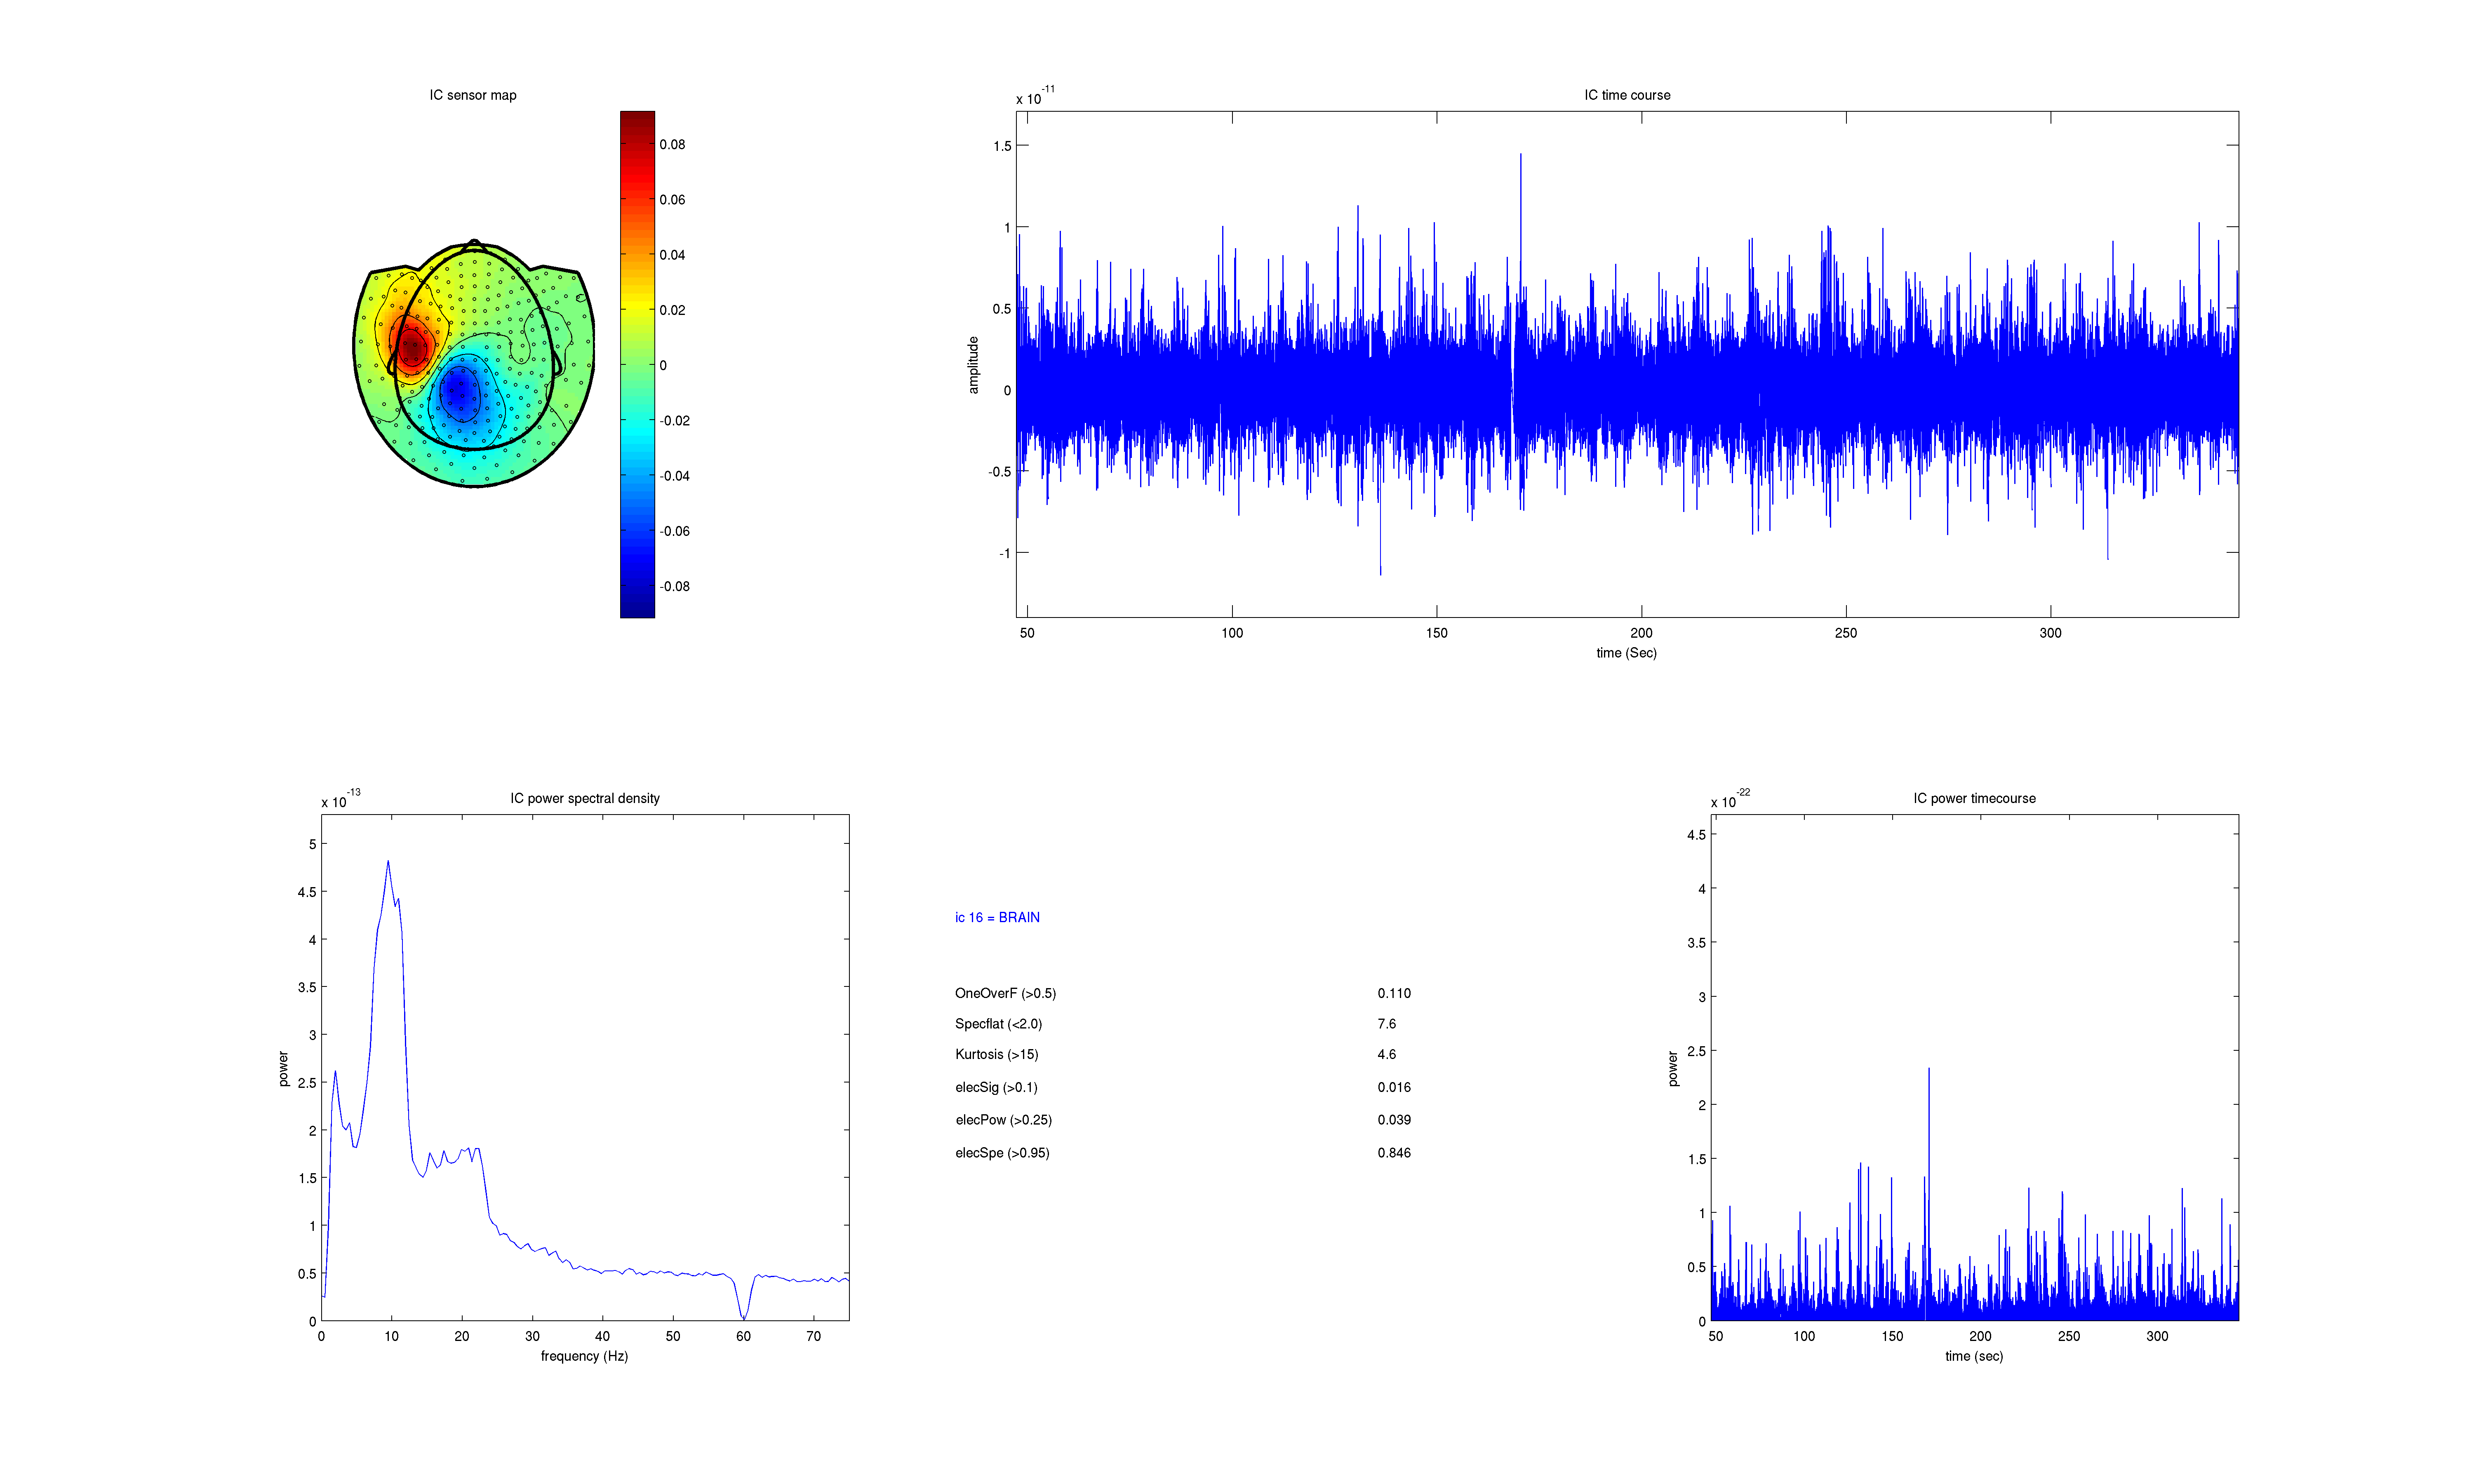 IC sensor map
0.08
0.06
0.04
0.02
0
-0.02
-0.04
-0.06
-0.08
IC time course
x 10^-11
1.5
1
0.5
0
-0.5
-1
amplitude
50 100 150 200 250 300
time (Sec)
IC power spectral density
x 10^-13
5
4.5
4
3.5
3
2.5
2
1.5
1
0.5
0
power
0 10 20 30 40 50 60 70
frequency (Hz)
ic 16 = BRAIN
OneOverF (>0.5) 0.110
Specflat (<2.0) 7.6
Kurtosis (>15) 4.6
elecSig (>0.1) 0.016
elecPow (>0.25) 0.039
elecSpe (>0.95) 0.846
IC power timecourse
x 10^-22
4.5
4
3.5
3
2.5
2
1.5
1
0.5
0
power
50 100 150 200 250 300
time (sec)